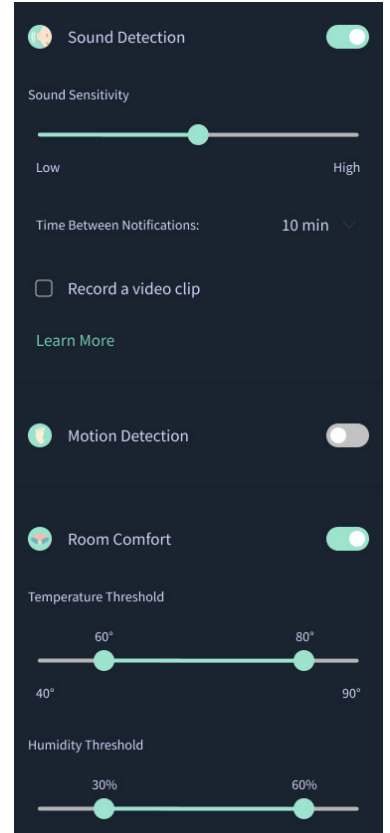 Sound Detection
Sound Sensitivity
Low High
Time Between Notifications: 10 min
Record a video clip
Learn More
Motion Detection
Room Comfort
Temperature Threshold
60° 80°
40° 90°
Humidity Threshold
30% 60%